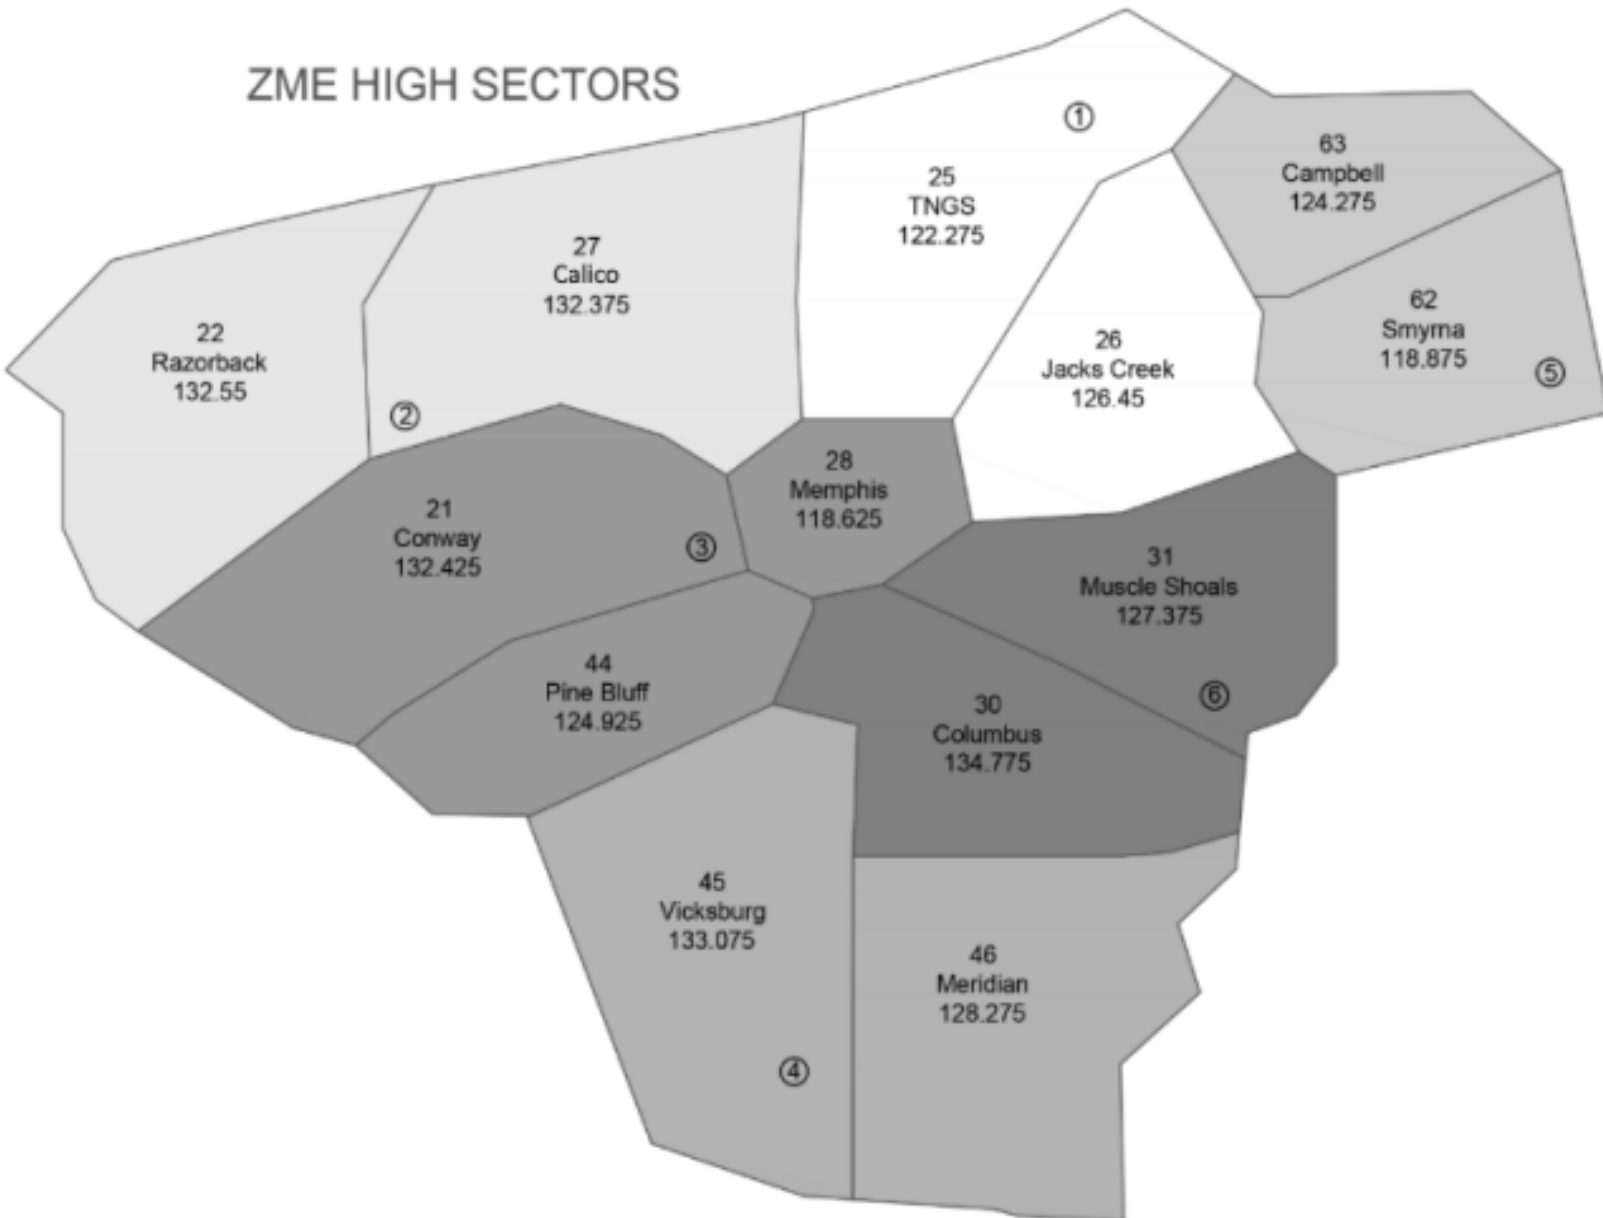 ZME HIGH SECTORS
①
63
Campbell
124.275
25
TNGS
122.275
27
Calico
132.375
22
Razorback
132.55
26
Jacks Creek
126.45
62
Smyrna
118.875
⑤
②
28
Memphis
118.625
21
Conway
132.425
③
31
Muscle Shoals
127.375
44
Pine Bluff
124.925
⑥
30
Columbus
134.775
45
Vicksburg
133.075
46
Meridian
128.275
④